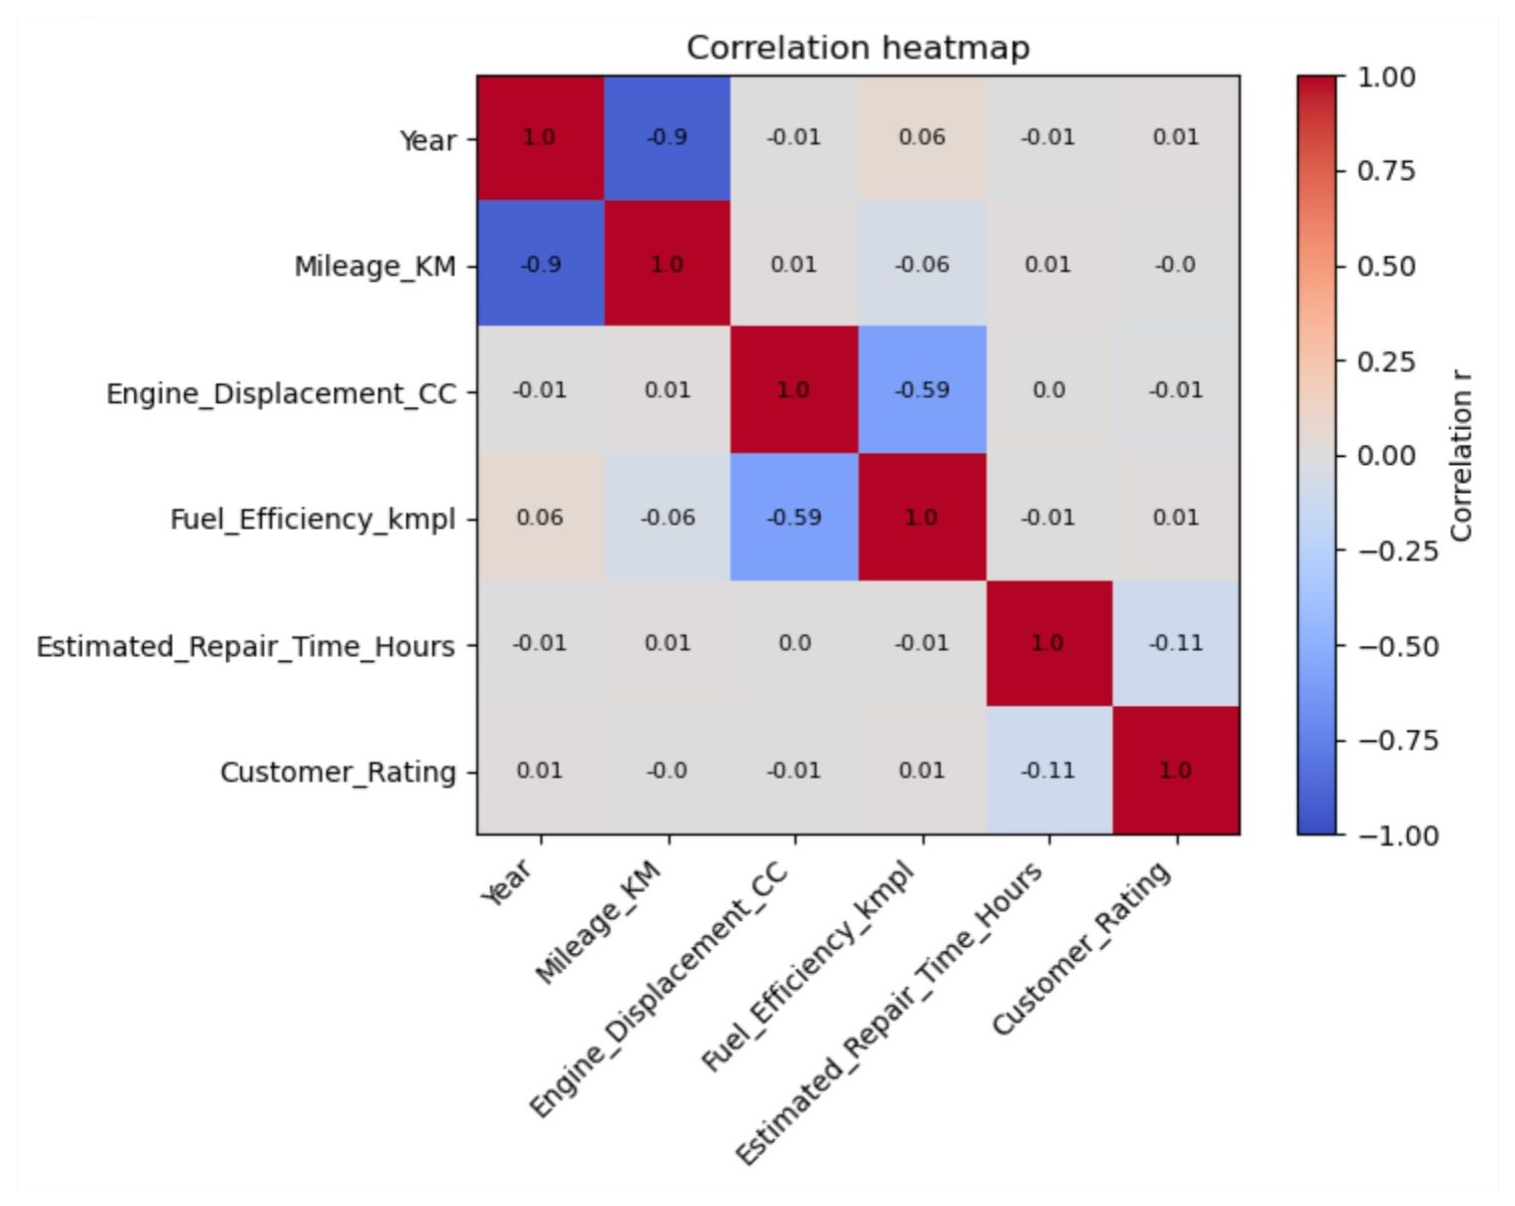 Correlation heatmap
Year 1.0 -0.9 -0.01 0.06 -0.01 0.01
Mileage_KM -0.9 1.0 0.01 -0.06 0.01 -0.0
Engine_Displacement_CC -0.01 0.01 1.0 -0.59 0.0 -0.01
Fuel_Efficiency_kmpl 0.06 -0.06 -0.59 1.0 -0.01 0.01
Estimated_Repair_Time_Hours -0.01 0.01 0.0 -0.01 1.0 -0.11
Customer_Rating 0.01 -0.0 -0.01 0.01 -0.11 1.0
Year
Mileage_KM
Engine_Displacement_CC
Fuel_Efficiency_kmpl
Estimated_Repair_Time_Hours
Customer_Rating
1.00
0.75
0.50
0.25
0.00
−0.25
−0.50
−0.75
−1.00
Correlation r